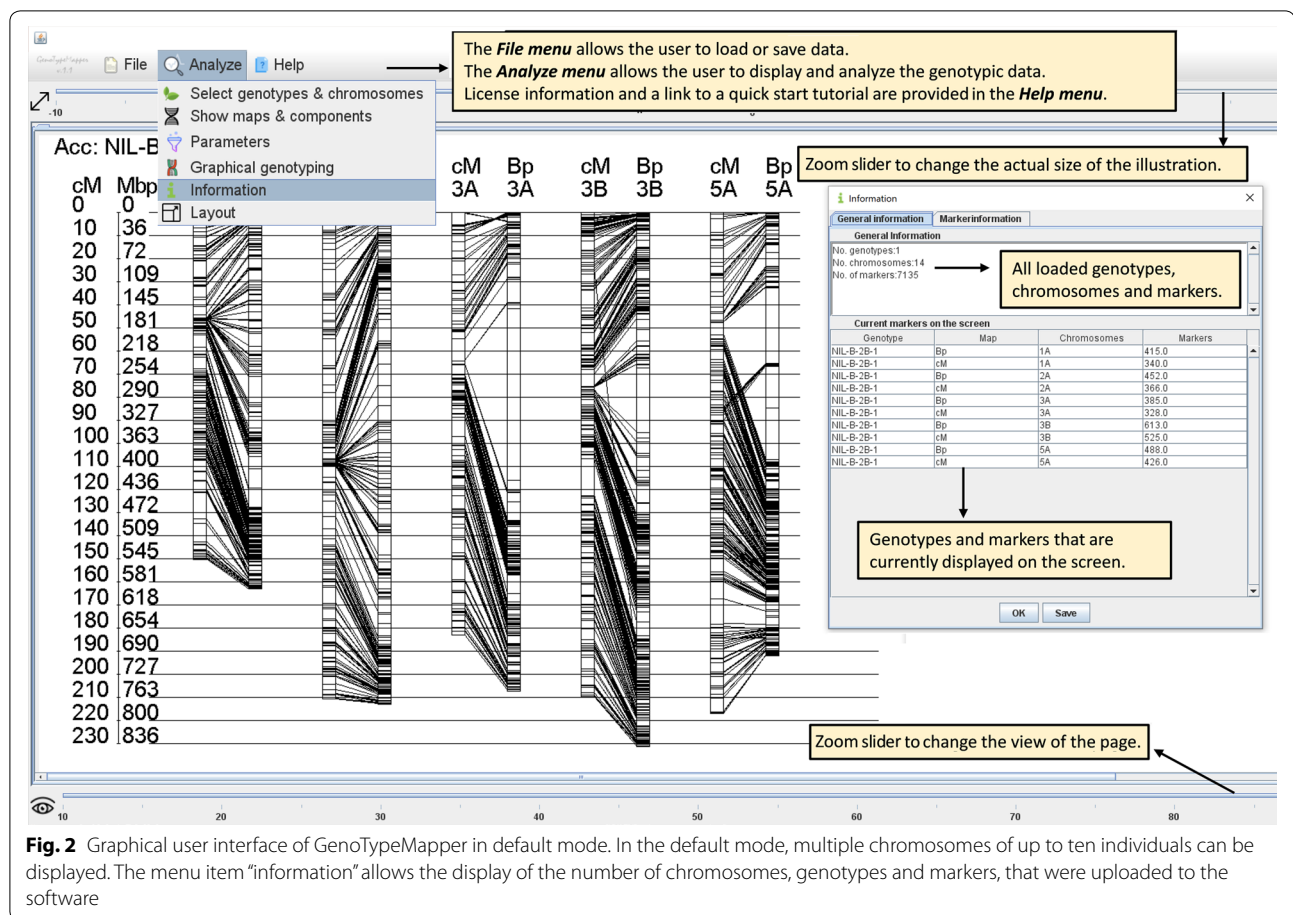 GenoTypeMapper
File Analyze Help
Select genotypes & chromosomes
Show maps & components
Parameters
Graphical genotyping
Information
Layout
The File menu allows the user to load or save data.
The Analyze menu allows the user to display and analyze the genotypic data.
License information and a link to a quick start tutorial are provided in the Help menu.
-10
Zoom slider to change the actual size of the illustration.
Acc: NIL-B
cM Bp cM Bp cM Bp
3A 3A 3B 3B 5A 5A
cM Mbp
0 0
10 36
20 72
30 109
40 145
50 181
60 218
70 254
80 290
90 327
100 363
110 400
120 436
130 472
140 509
150 545
160 581
170 618
180 654
190 690
200 727
210 763
220 800
230 836
Information
General information Markerinformation
General Information
No. genotypes:1
No. chromosomes:14
No. of markers:7135
All loaded genotypes,
chromosomes and markers.
Current markers on the screen
Genotype Map Chromosomes Markers
NIL-B-2B-1 Bp 1A 415.0
NIL-B-2B-1 cM 1A 340.0
NIL-B-2B-1 Bp 2A 452.0
NIL-B-2B-1 cM 2A 366.0
NIL-B-2B-1 Bp 3A 385.0
NIL-B-2B-1 cM 3A 328.0
NIL-B-2B-1 Bp 3B 613.0
NIL-B-2B-1 cM 3B 525.0
NIL-B-2B-1 Bp 5A 488.0
NIL-B-2B-1 cM 5A 426.0
Genotypes and markers that are
currently displayed on the screen.
OK Save
Zoom slider to change the view of the page.
10 20 30 40 50 60 70 80
Fig. 2 Graphical user interface of GenoTypeMapper in default mode. In the default mode, multiple chromosomes of up to ten individuals can be
displayed. The menu item “information” allows the display of the number of chromosomes, genotypes and markers, that were uploaded to the
software